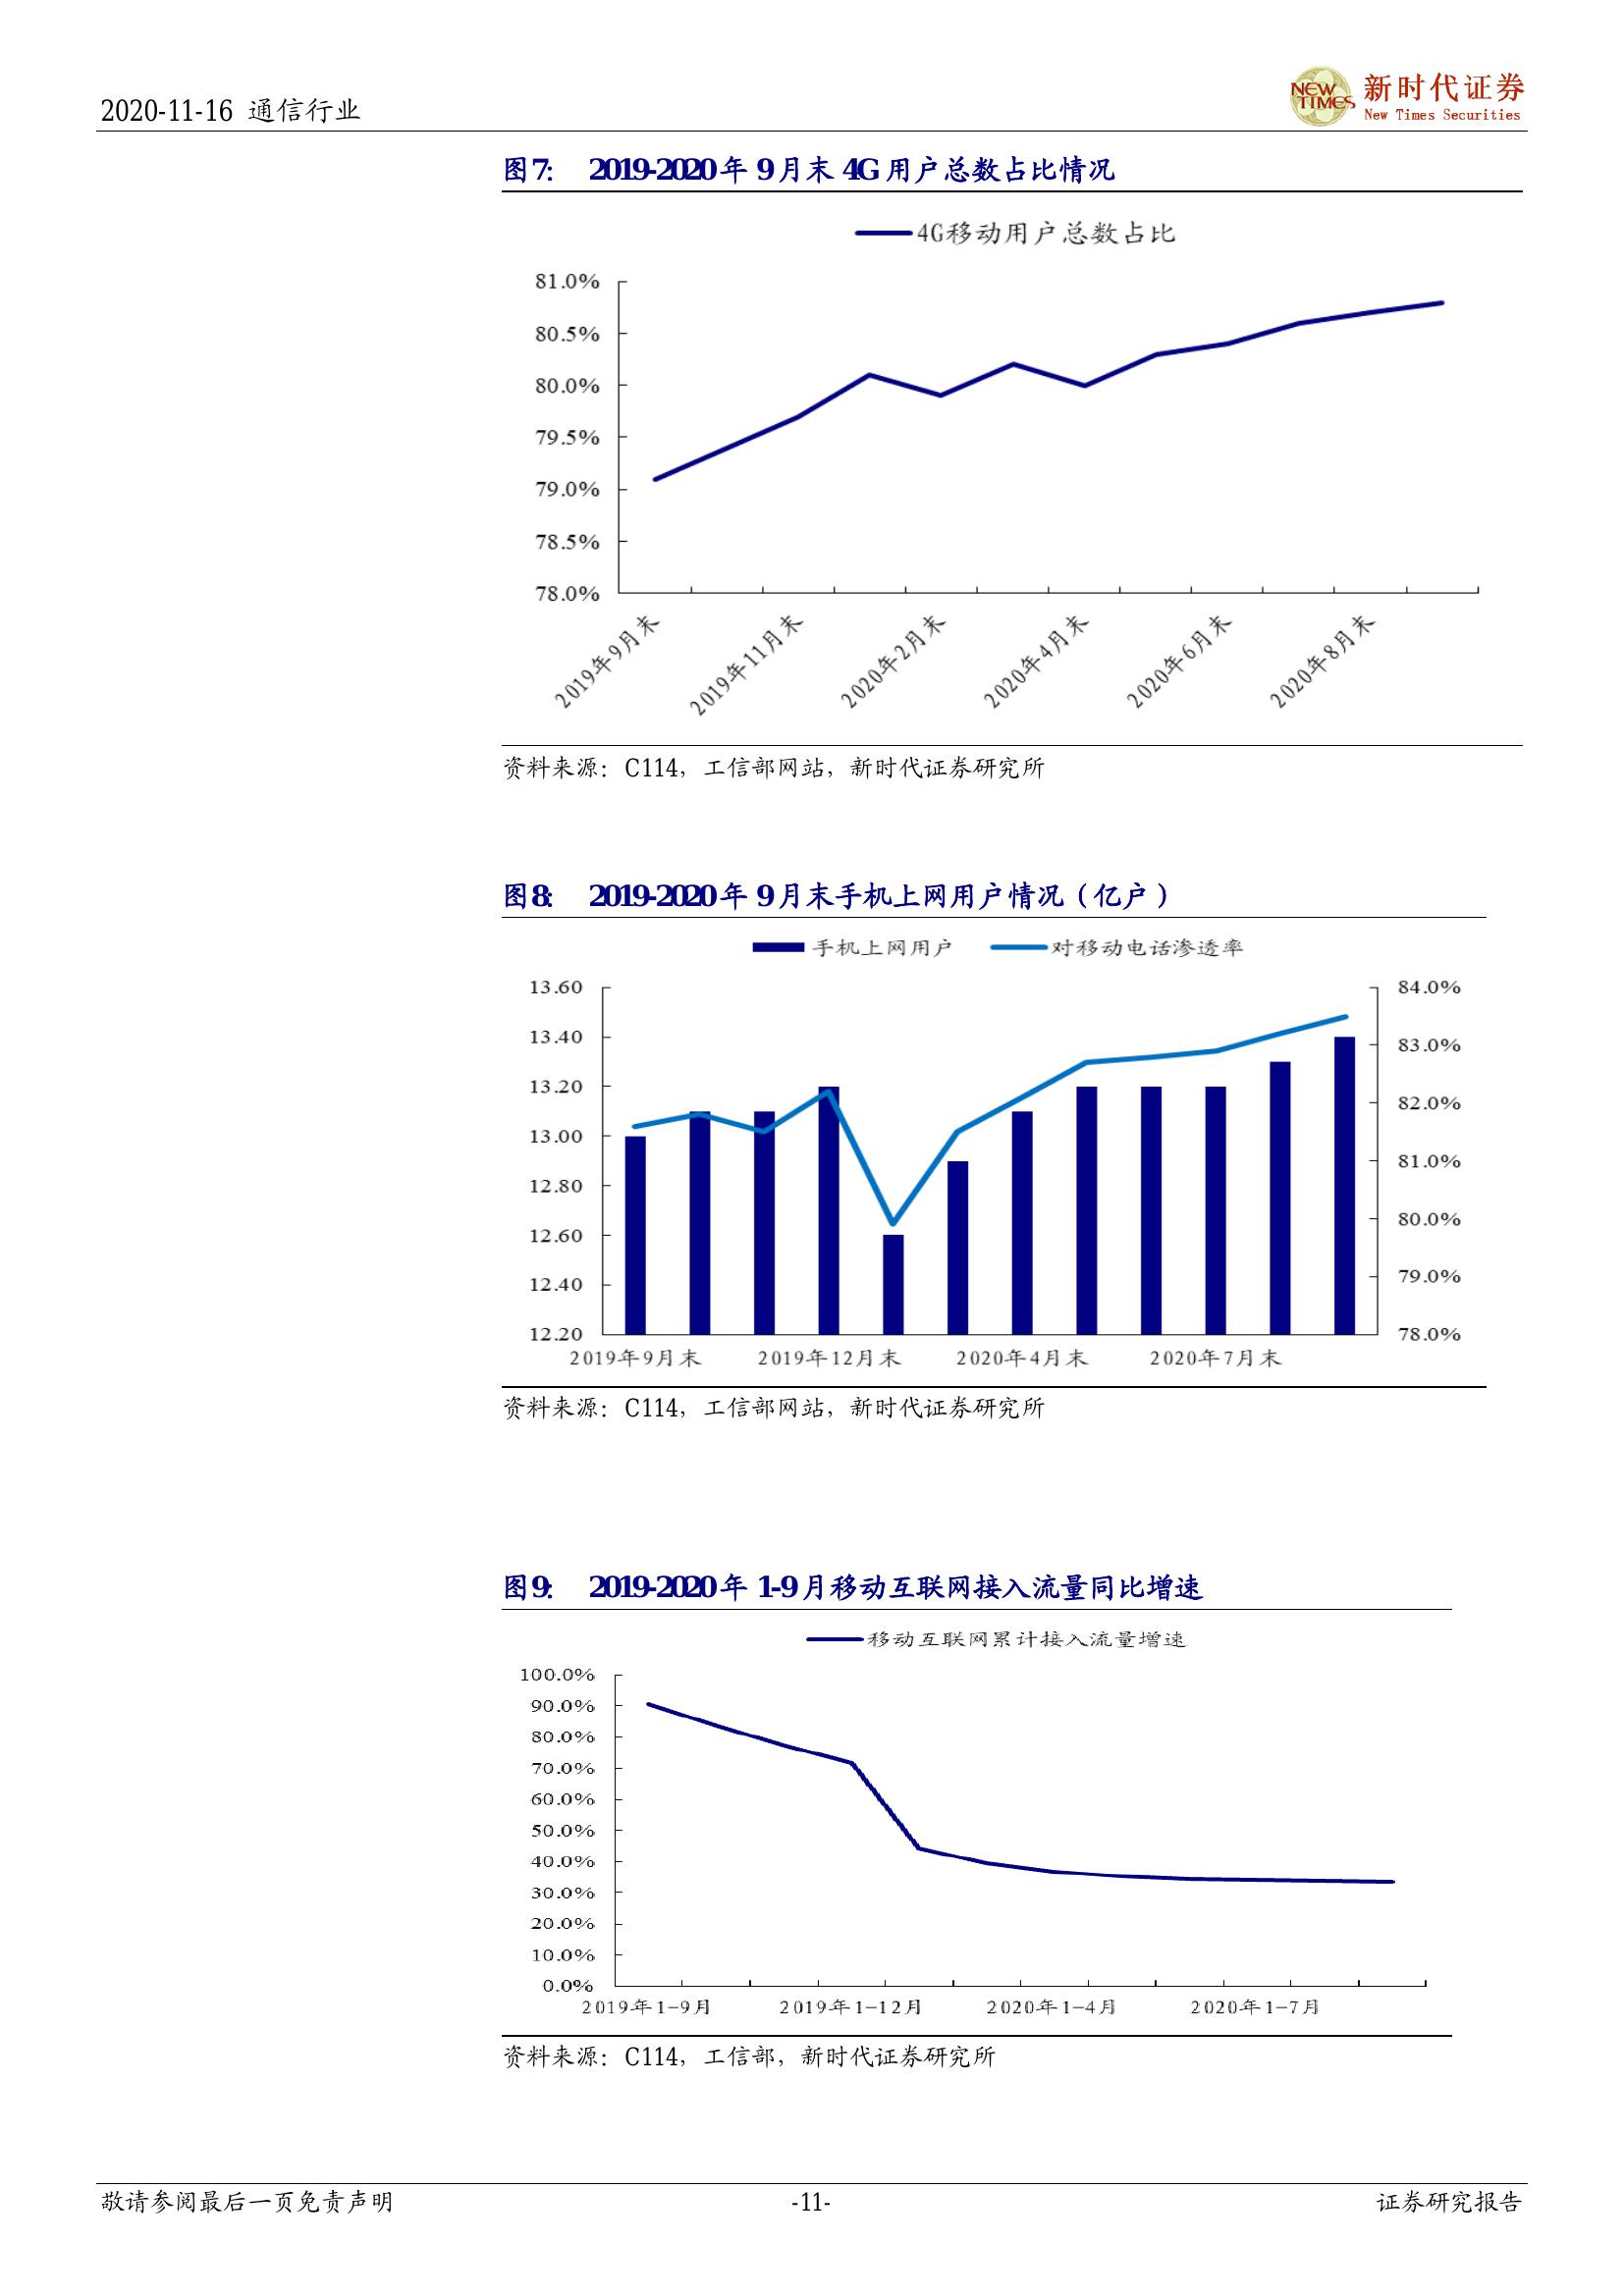 2020-11-16 通信行业
NEW TIMES
新时代证券
New Times Securities
图7: 2019-2020年9月末4G用户总数占比情况
4G移动用户总数占比
81.0%
80.5%
80.0%
79.5%
79.0%
78.5%
78.0%
2019年9月末 2019年11月末 2020年2月末 2020年4月末 2020年6月末 2020年8月末
资料来源：C114，工信部网站，新时代证券研究所
图8: 2019-2020年9月末手机上网用户情况（亿户）
手机上网用户 对移动电话渗透率
13.60 84.0%
13.40 83.0%
13.20 82.0%
13.00
12.80 81.0%
12.60 80.0%
12.40 79.0%
12.20 78.0%
2019年9月末 2019年12月末 2020年4月末 2020年7月末
资料来源：C114，工信部网站，新时代证券研究所
图9: 2019-2020年1-9月移动互联网接入流量同比增速
移动互联网累计接入流量增速
100.0%
90.0%
80.0%
70.0%
60.0%
50.0%
40.0%
30.0%
20.0%
10.0%
0.0%
2019年1-9月 2019年1-12月 2020年1-4月 2020年1-7月
资料来源：C114，工信部，新时代证券研究所
敬请参阅最后一页免责声明 -11- 证券研究报告